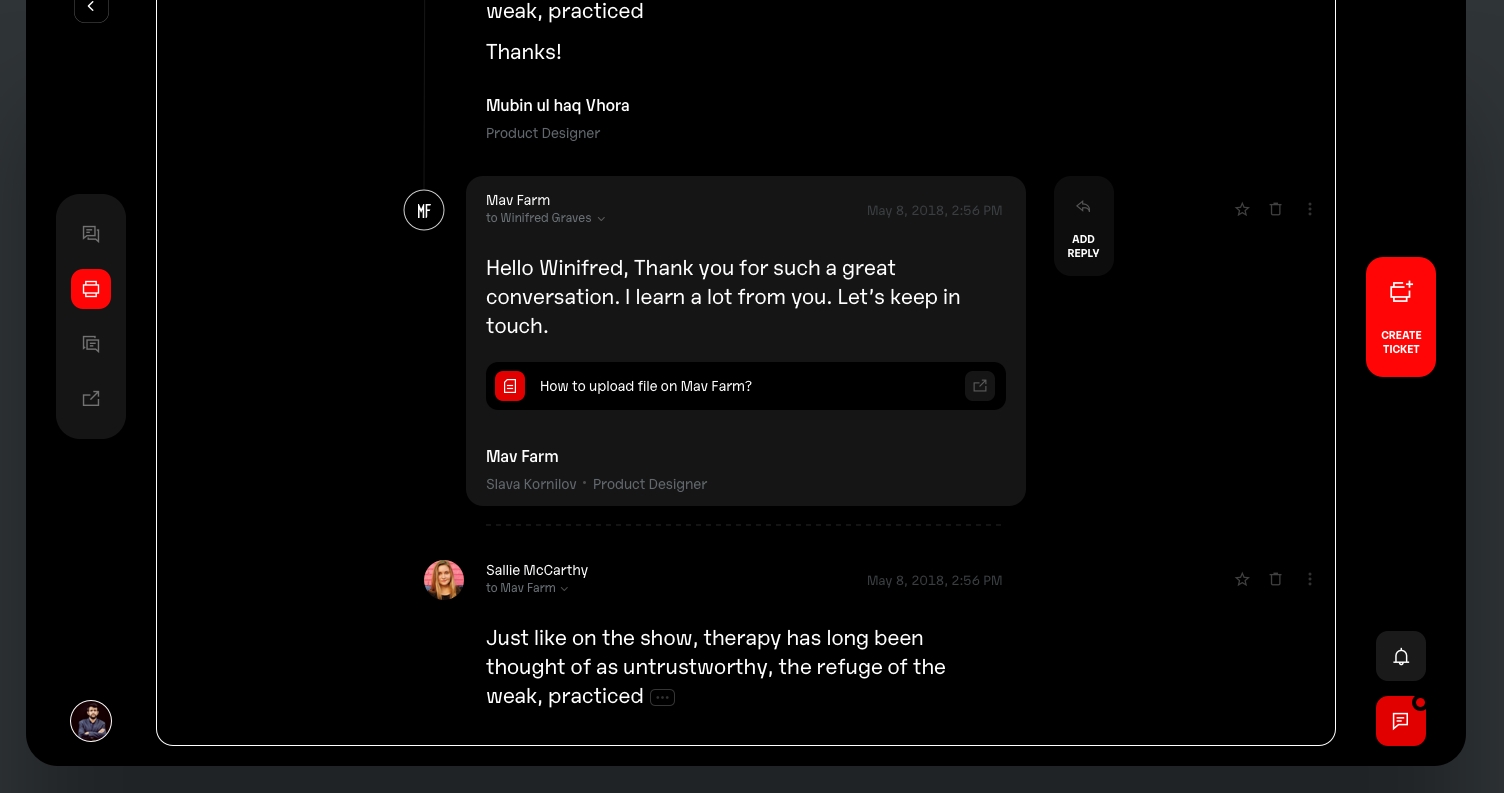 weak, practiced
Thanks!
Mubin ul haq Vhora
Product Designer
MF
Mav Farm
to Winifred Graves
May 8, 2018, 2:56 PM
ADD
REPLY
Hello Winifred, Thank you for such a great
conversation. I learn a lot from you. Let's keep in
touch.
CREATE
TICKET
How to upload file on Mav Farm?
Mav Farm
Slava Kornilov • Product Designer
Sallie McCarthy
to Mav Farm
May 8, 2018, 2:56 PM
Just like on the show, therapy has long been
thought of as untrustworthy, the refuge of the
weak, practiced